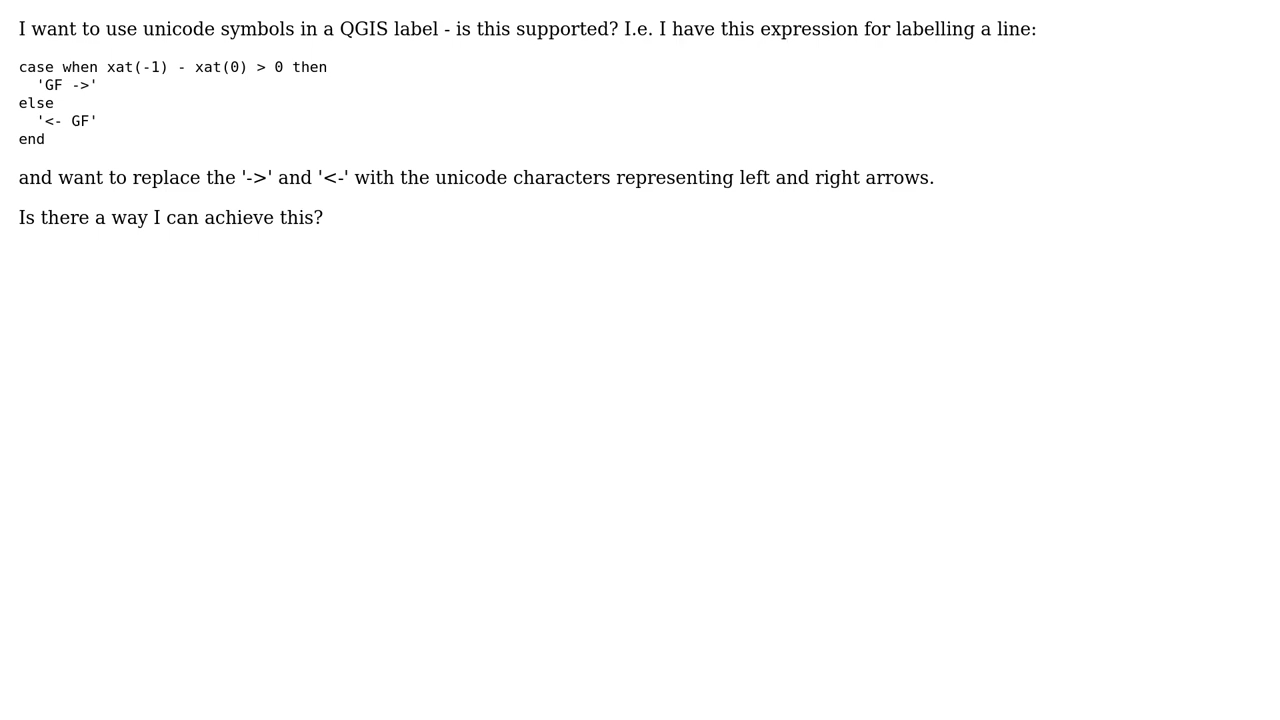 I want to use unicode symbols in a QGIS label - is this supported? I.e. I have this expression for labelling a line:
case when xat(-1) - xat(0) > 0 then
  'GF ->'
else
  '<- GF'
end
and want to replace the '->' and '<-' with the unicode characters representing left and right arrows.
Is there a way I can achieve this?